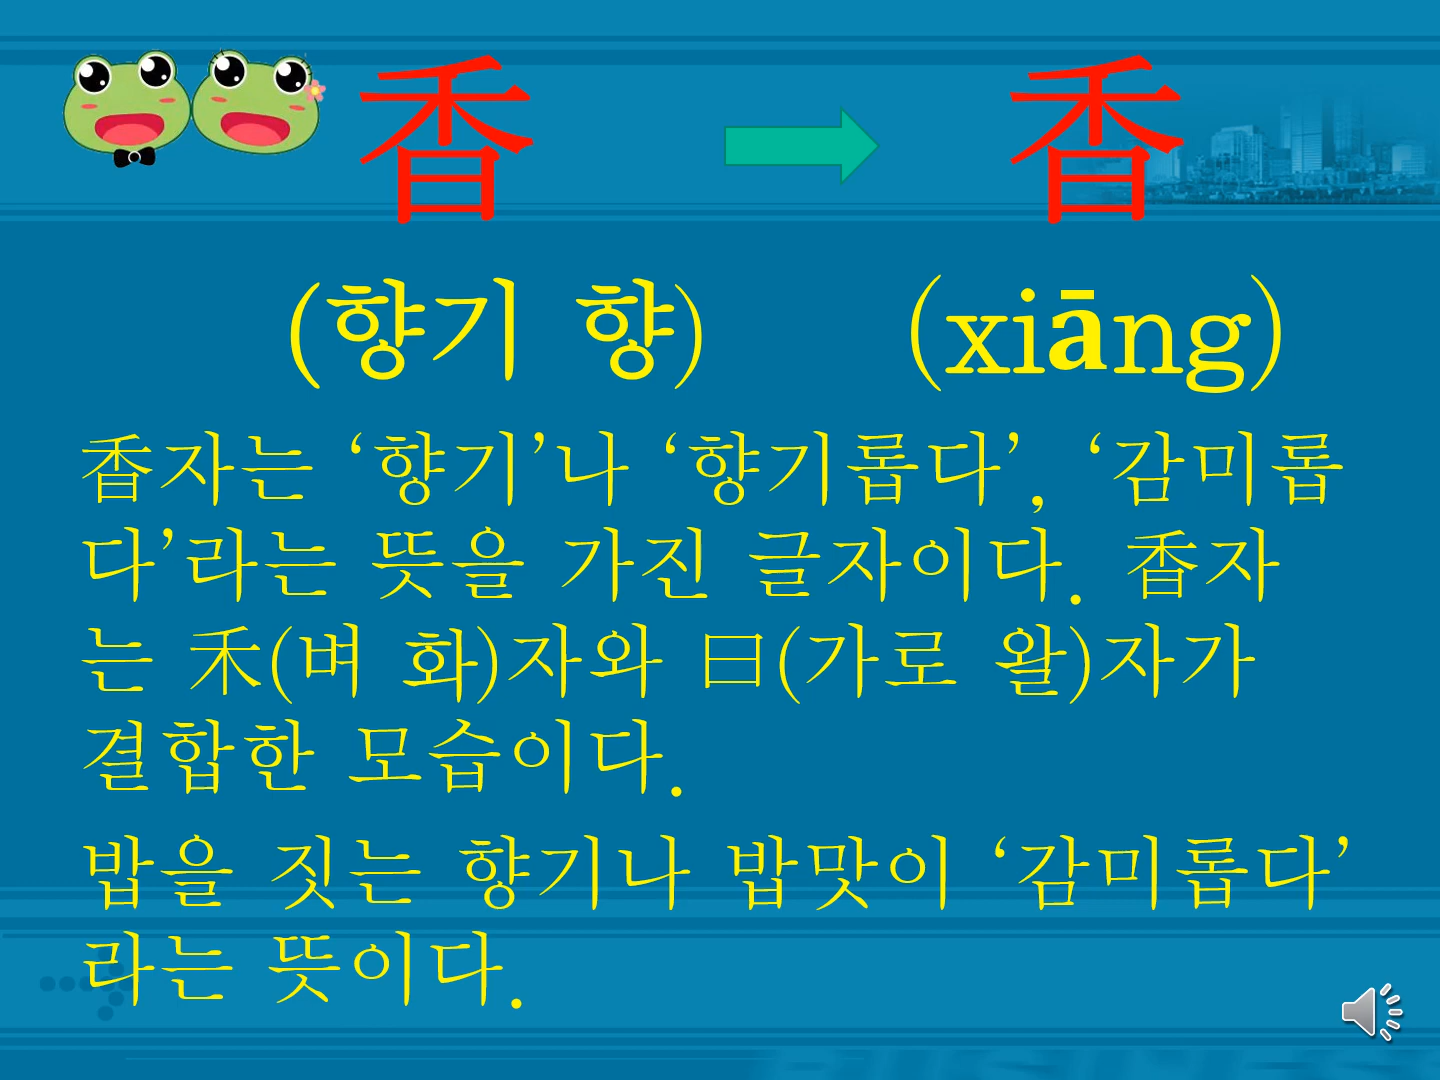 香 香
(향기 향) (xiāng)
香자는 ‘향기’나 ‘향기롭다’, ‘감미롭
다’라는 뜻을 가진 글자이다. 香자
는 禾(벼 화)자와 曰(가로 왈)자가
결합한 모습이다.
밥을 짓는 향기나 밥맛이 ‘감미롭다’
라는 뜻이다.
BUSINESS